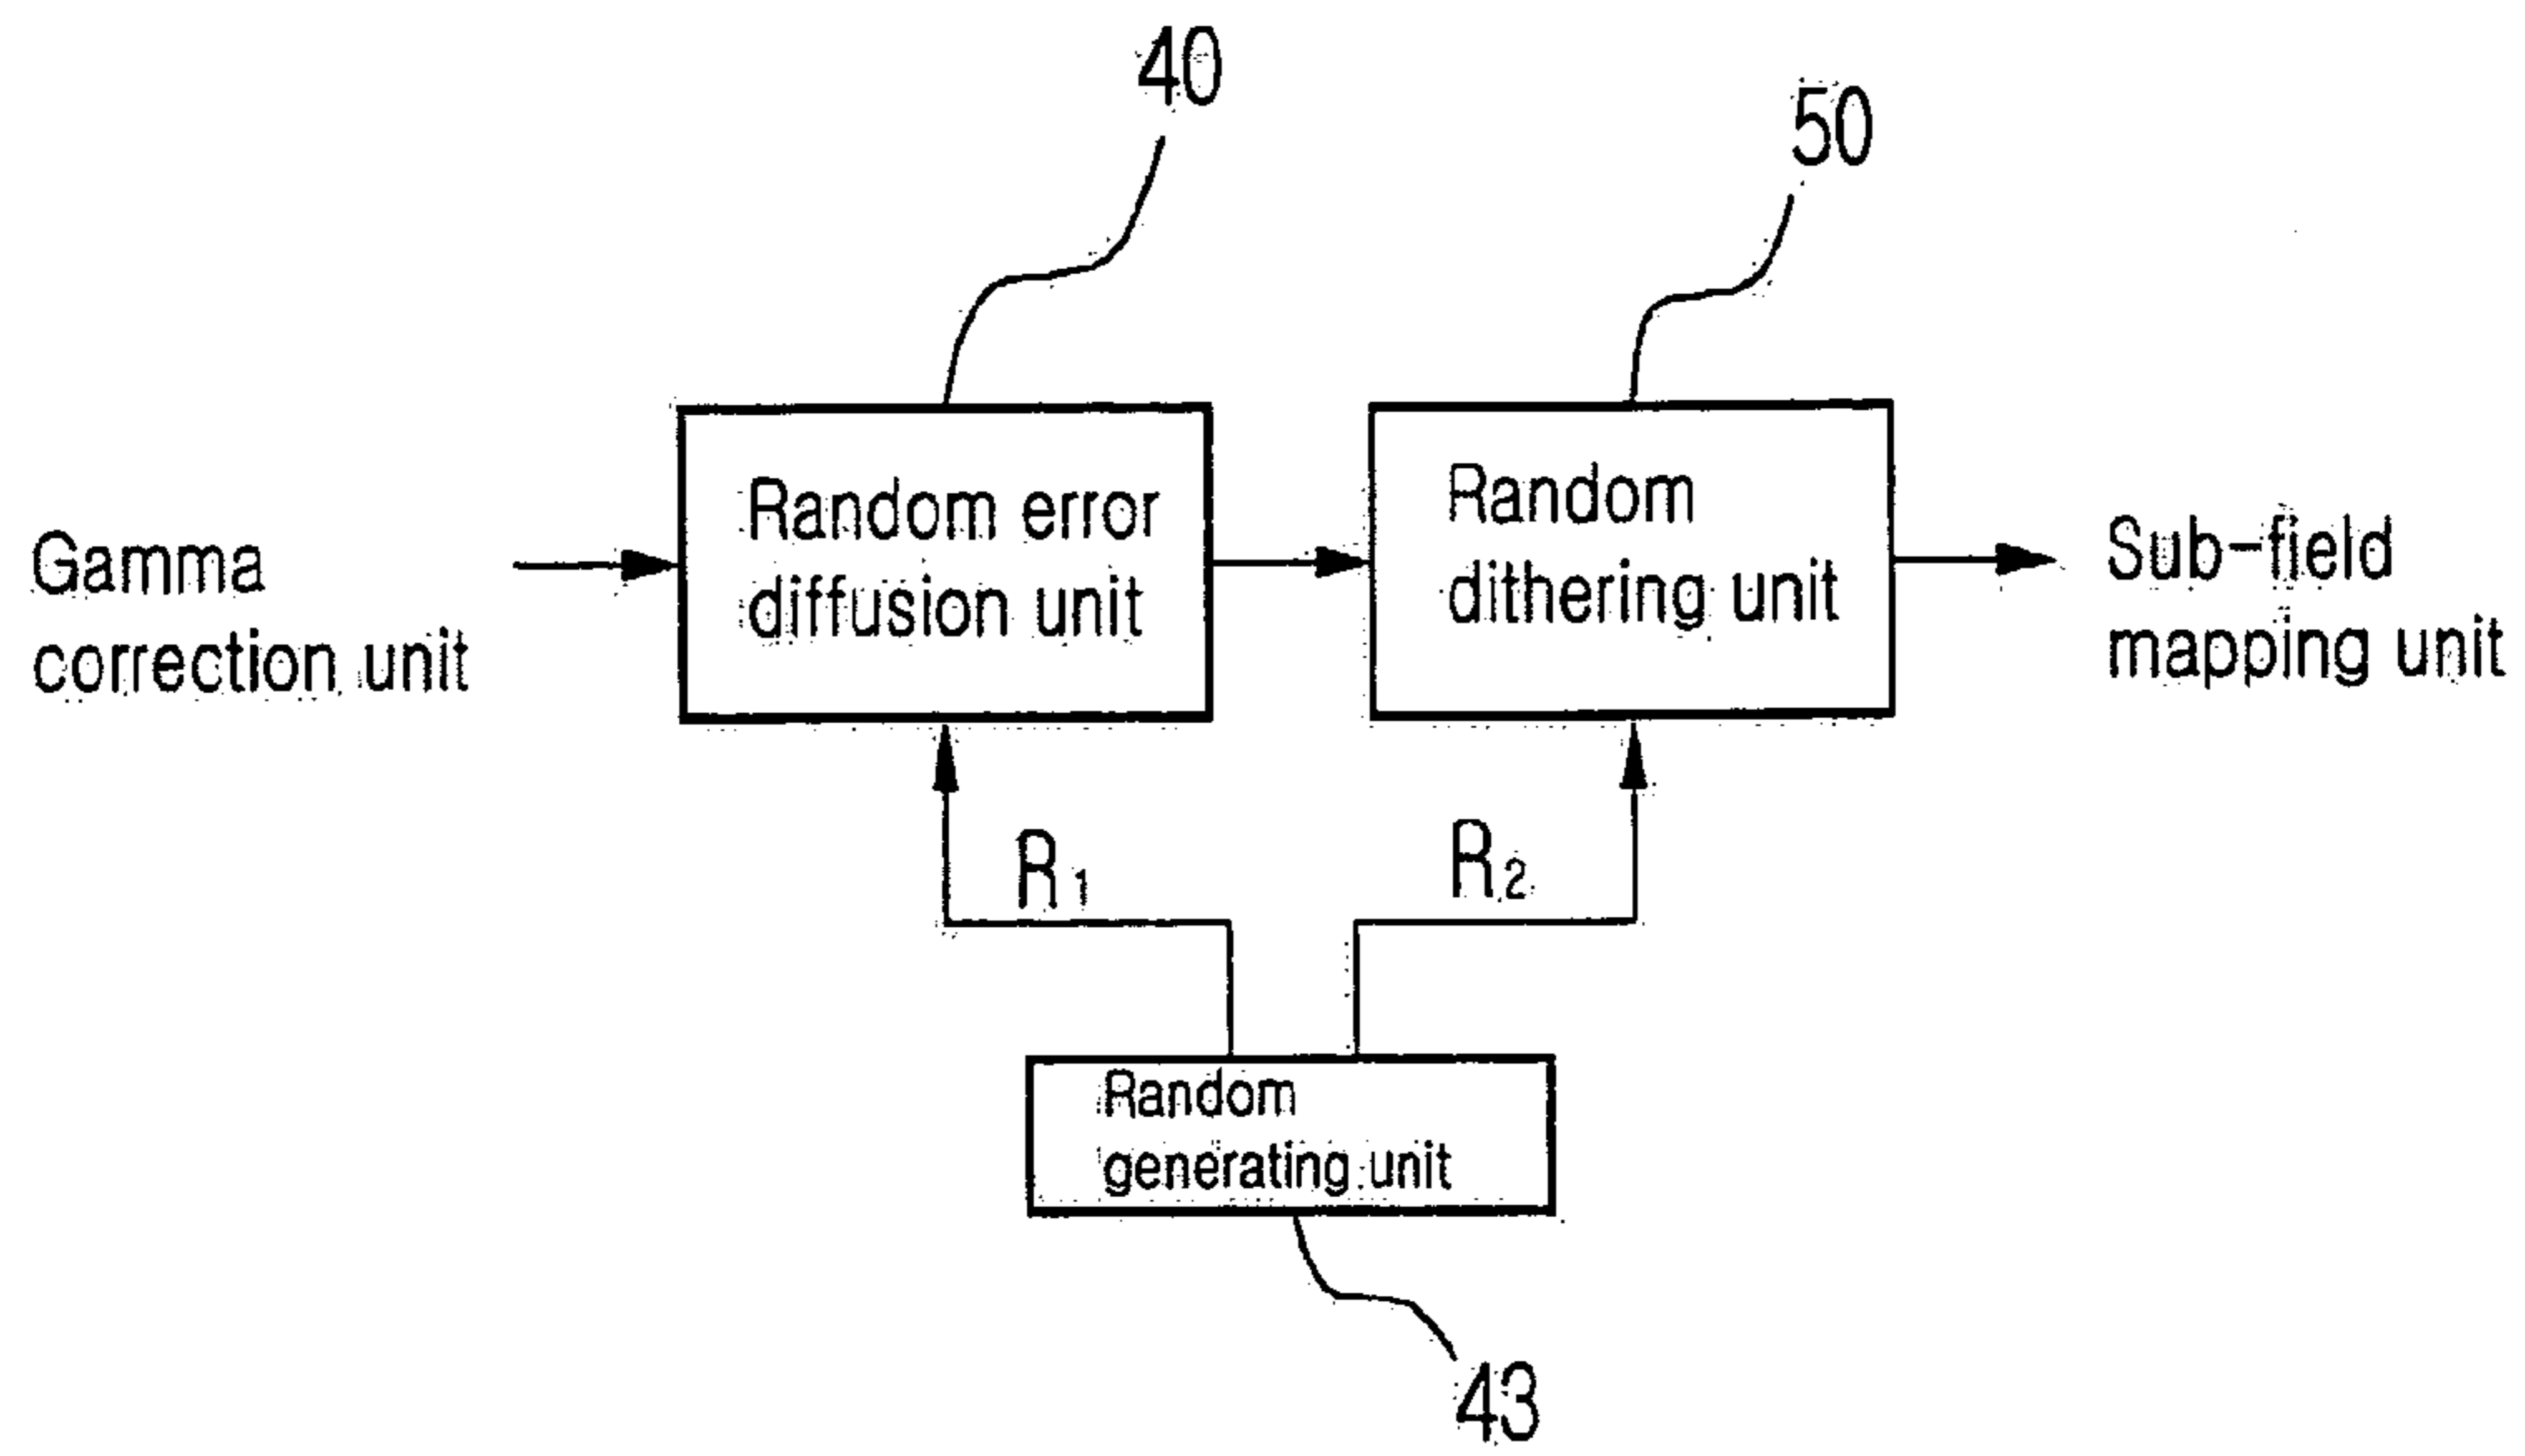 40
50
Gamma
correction unit
Random error
diffusion unit
Random
dithering unit
Sub-field
mapping unit
R1
R2
Random
generating unit
43